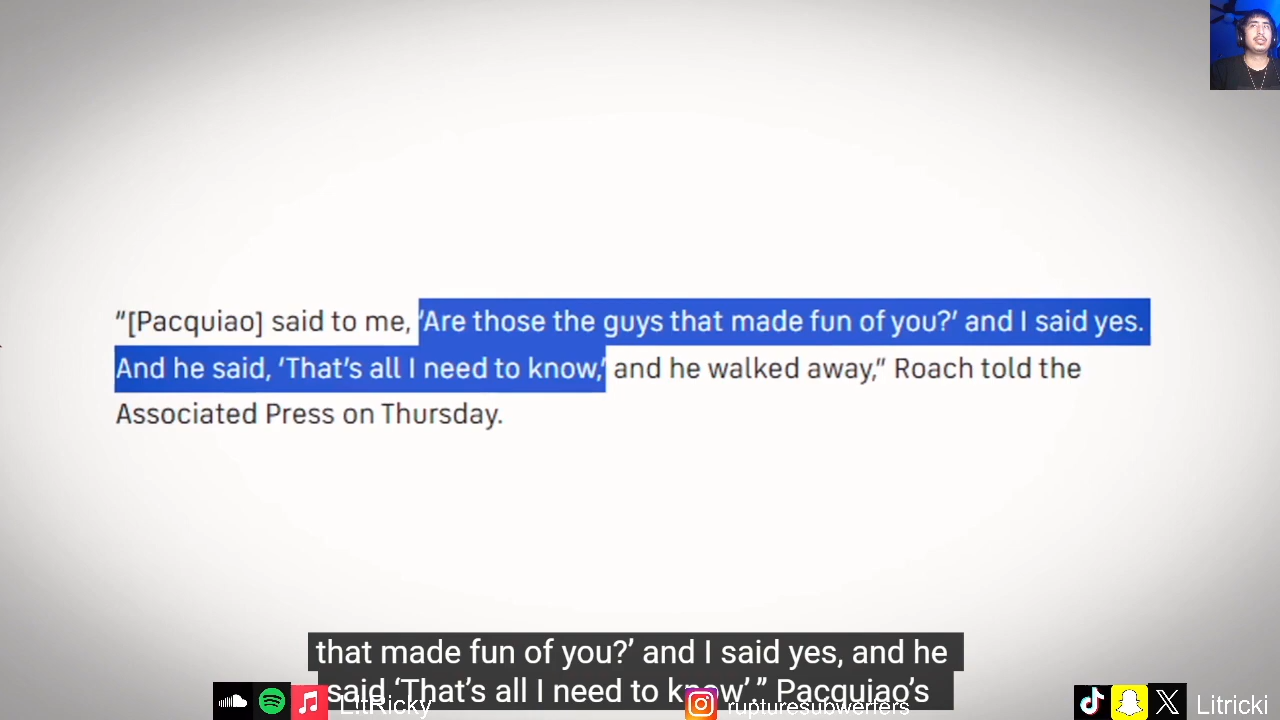 “[Pacquiao] said to me, ‘Are those the guys that made fun of you?’ and I said yes.
And he said, ‘That’s all I need to know,’ and he walked away,” Roach told the
Associated Press on Thursday.
that made fun of you?’ and I said yes, and he
said ‘That’s all I need to know’.” Pacquiao’s
LitRicky
rupturesubwerfers
Litricki